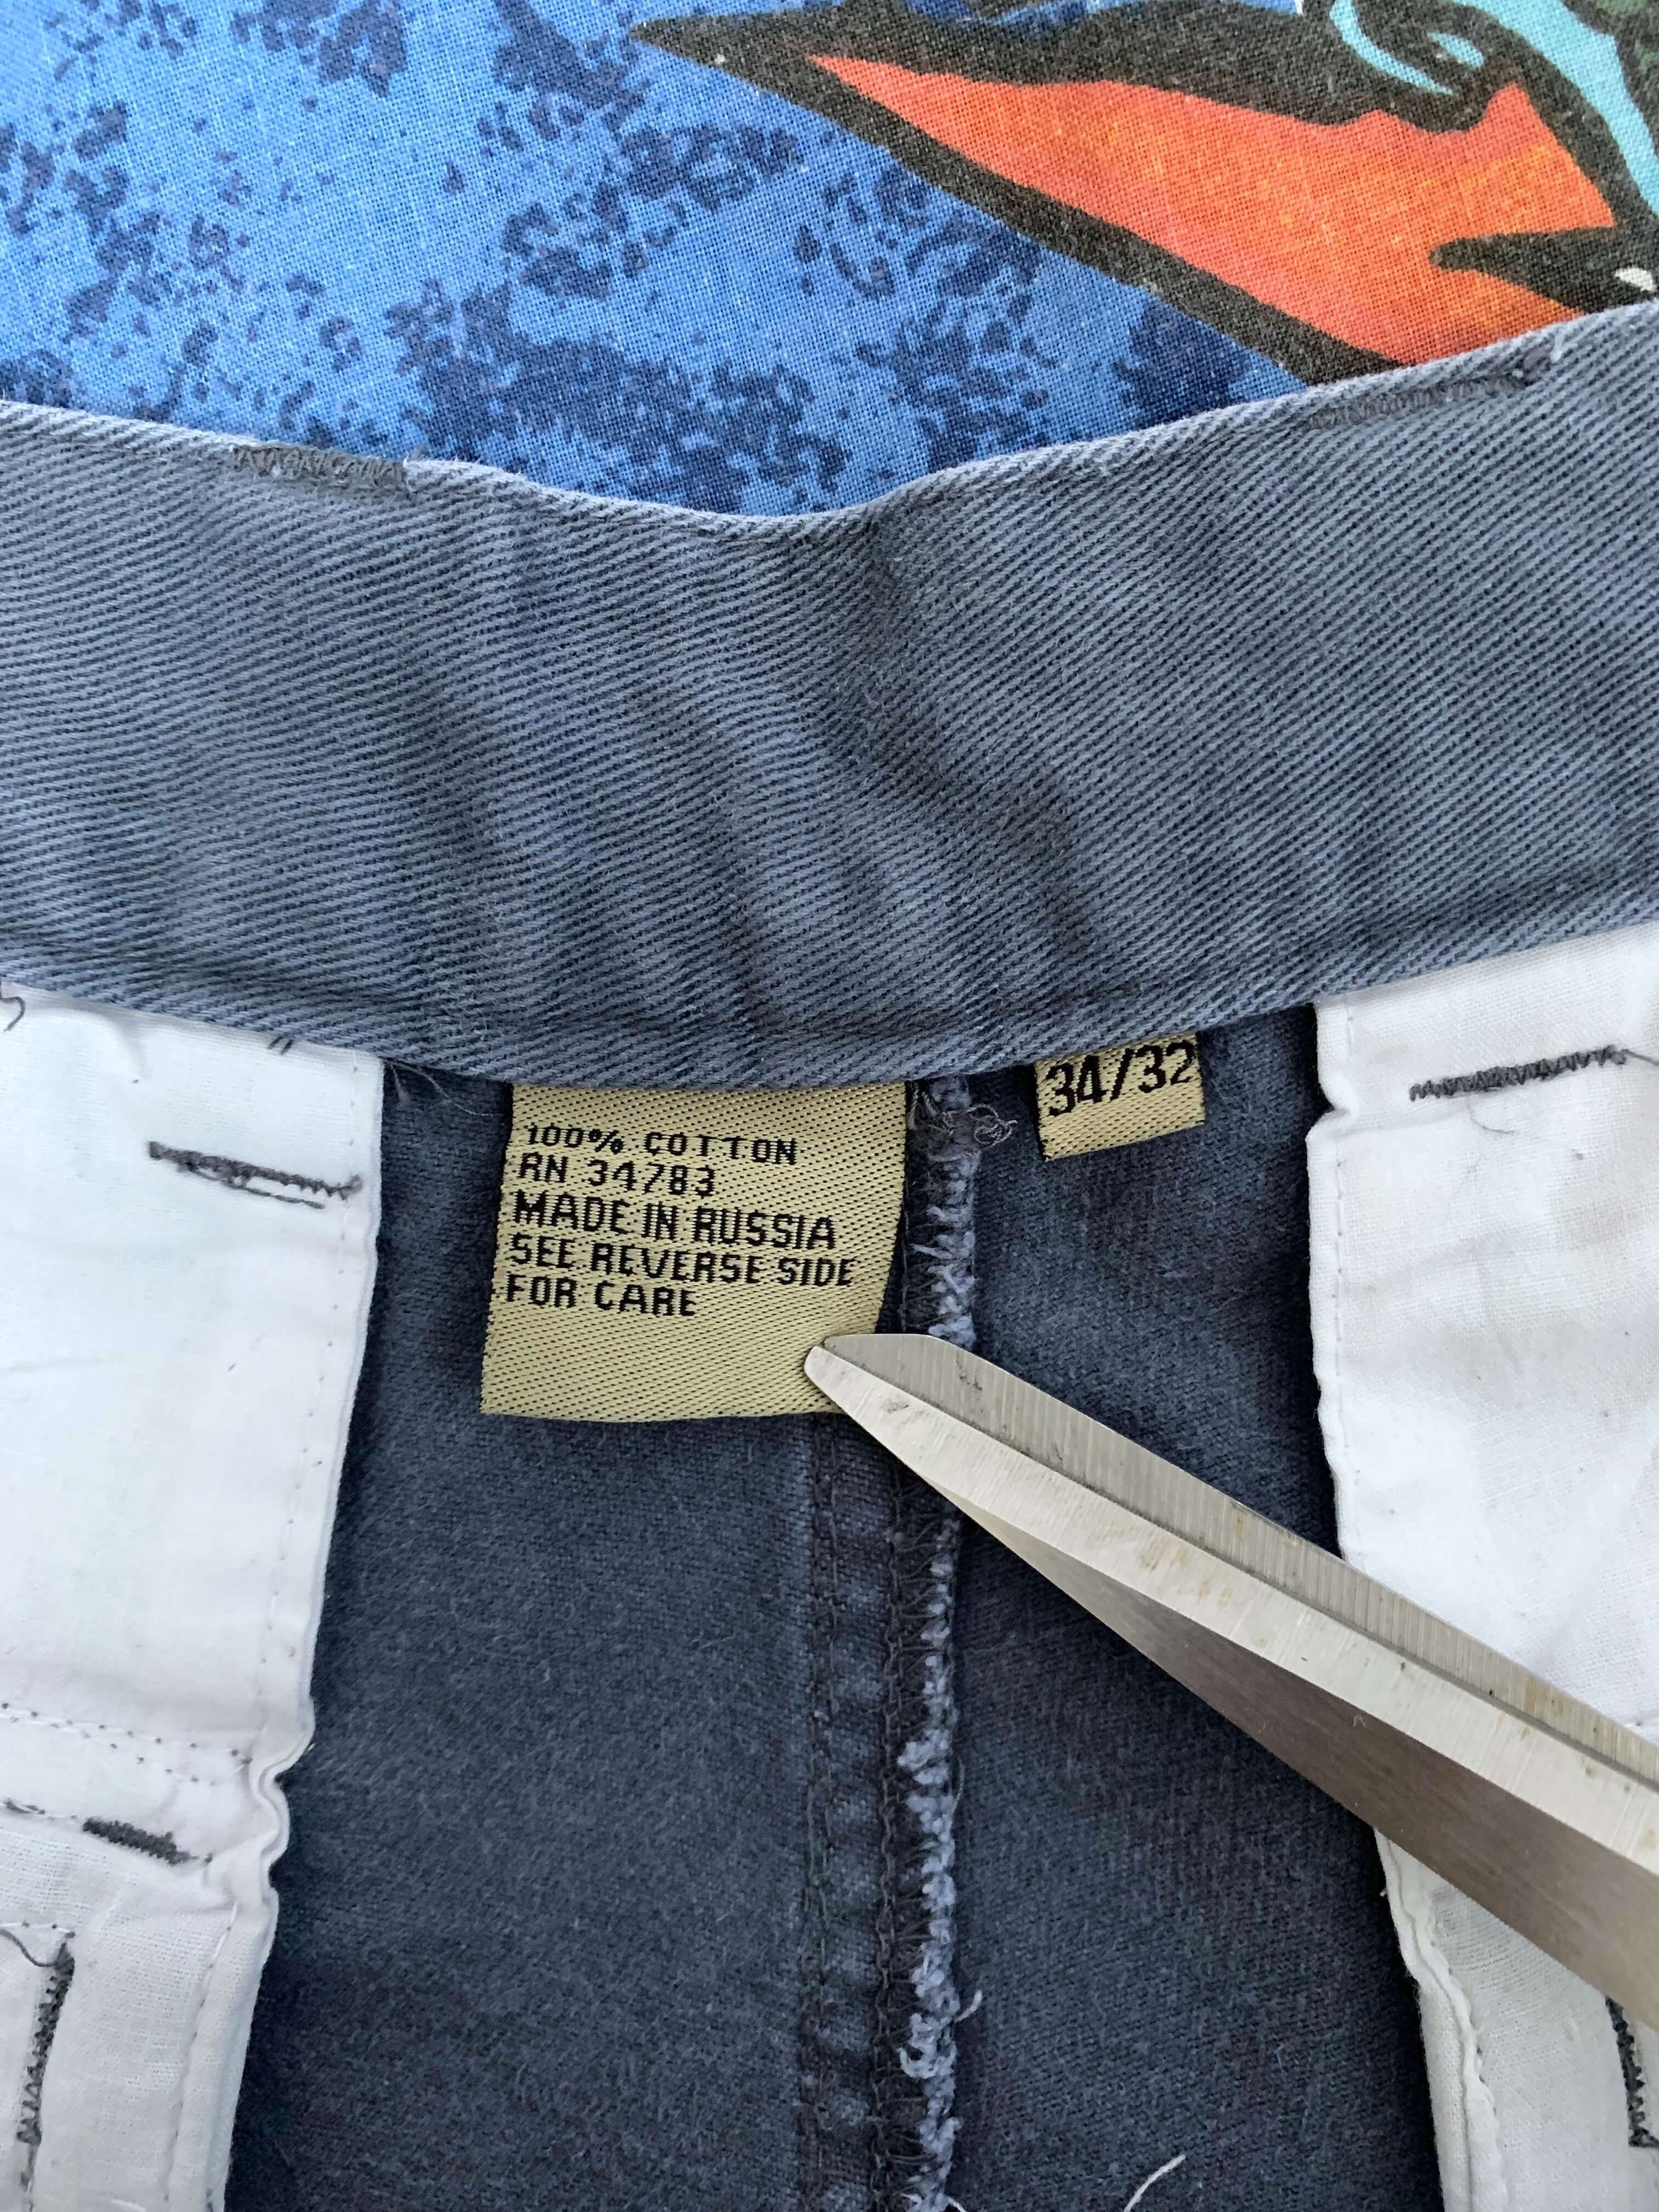 100% COTTON
RN 34783
MADE IN RUSSIA
SEE REVERSE SIDE
FOR CARE
34/32